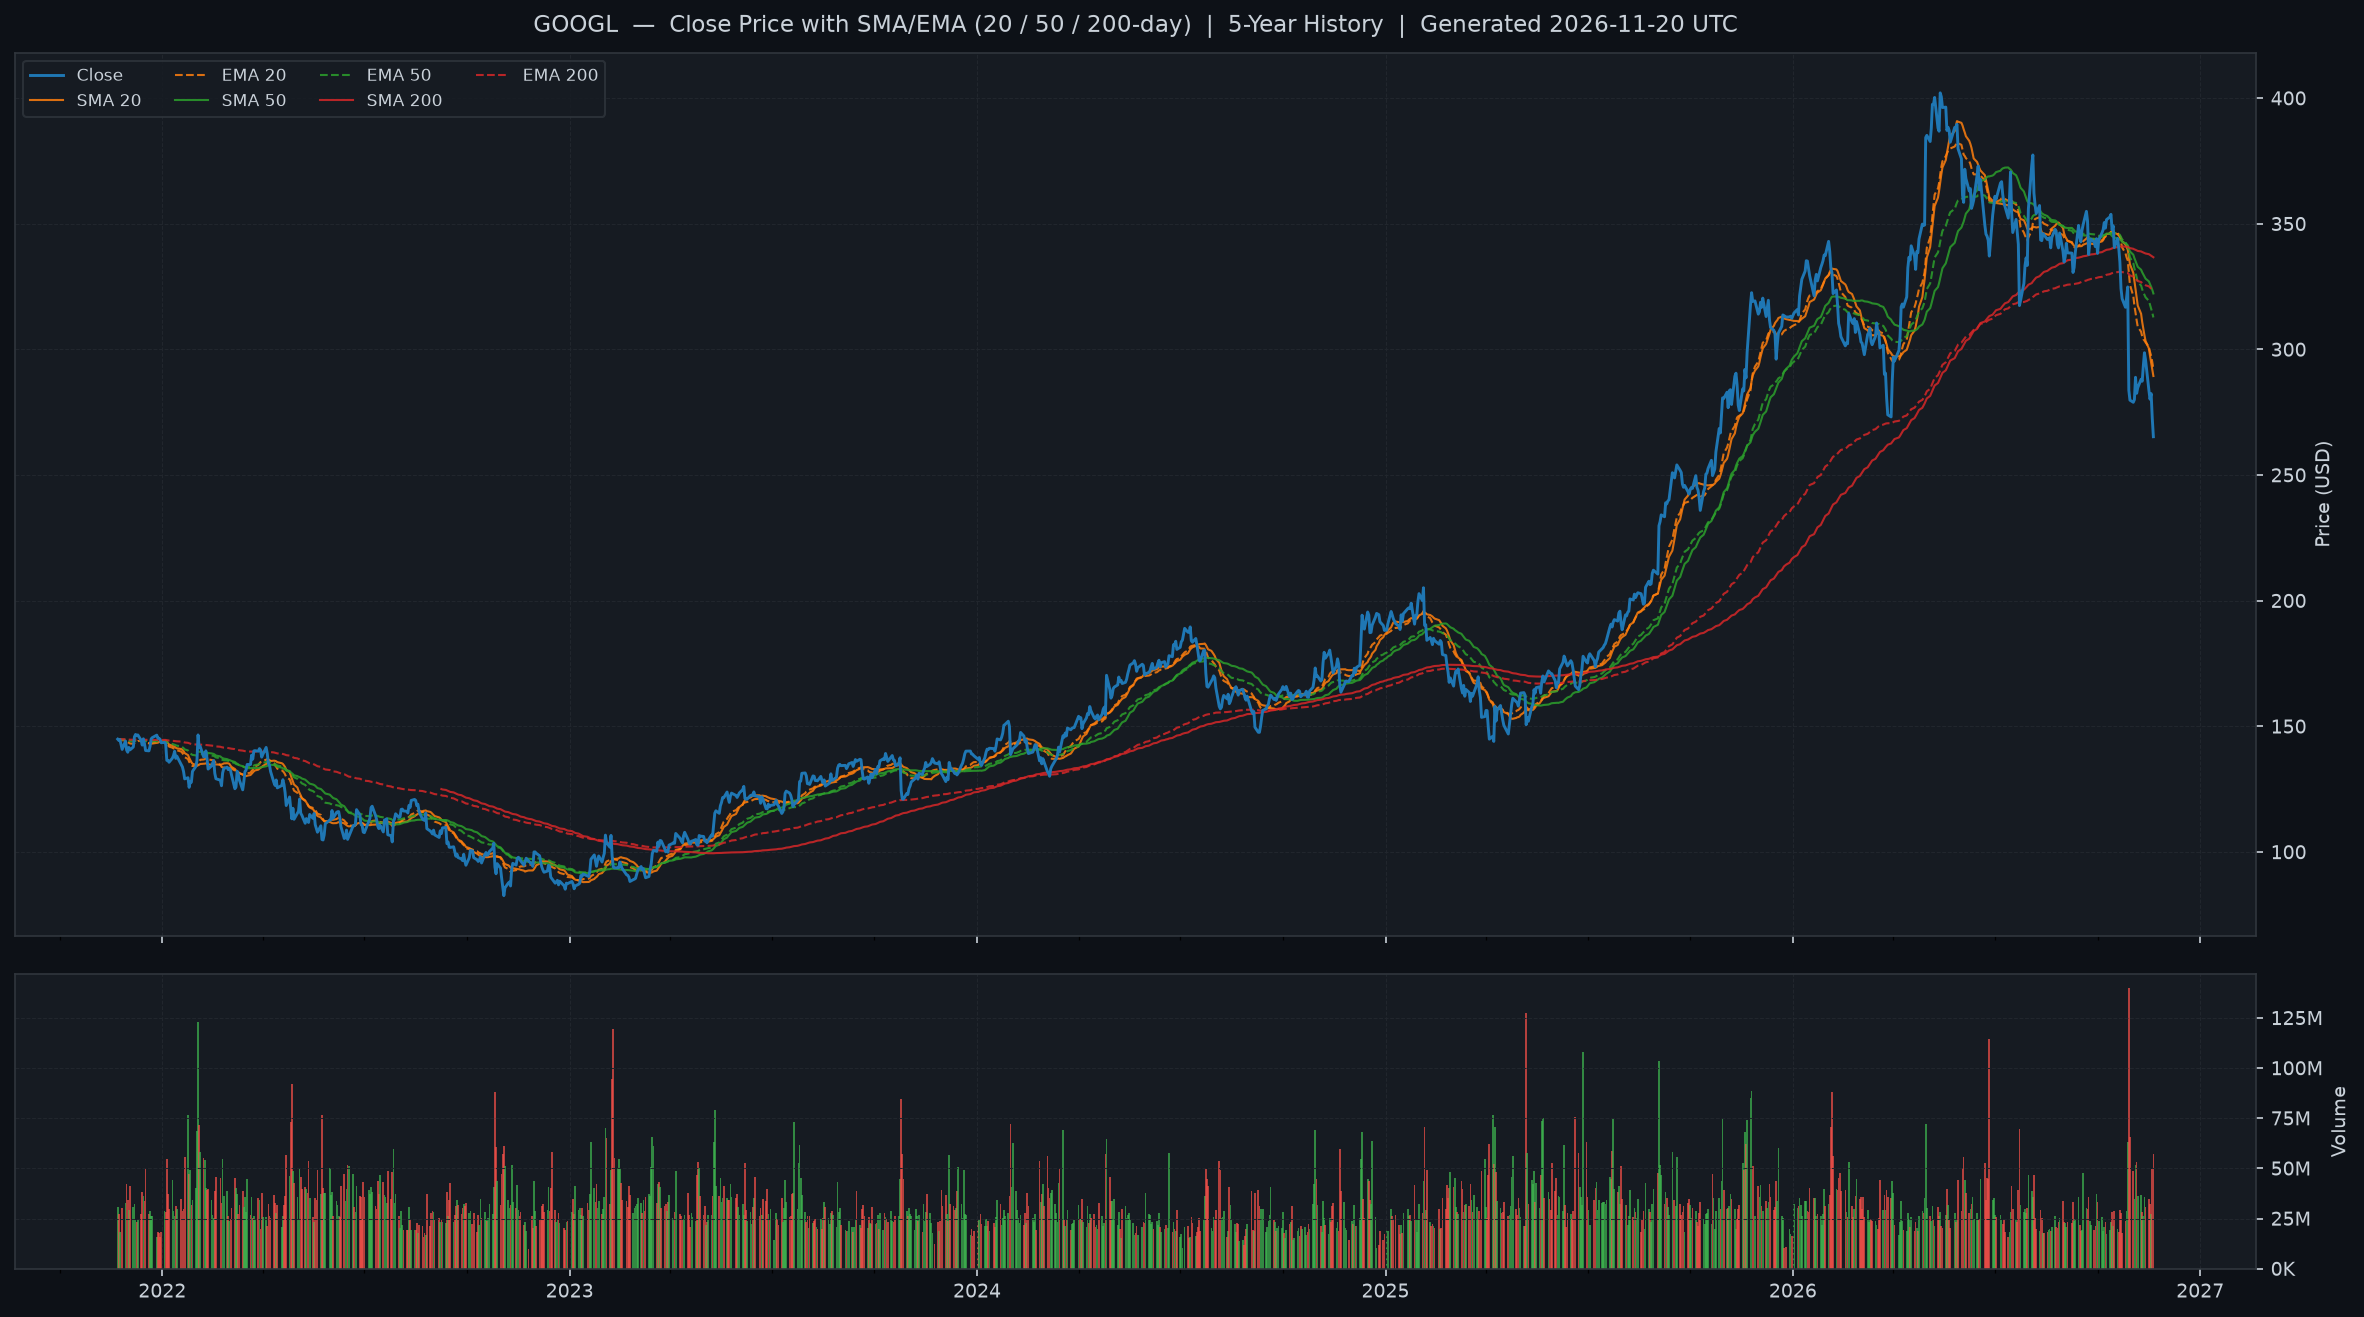 GOOGL — Close Price with SMA/EMA (20 / 50 / 200-day) | 5-Year History | Generated 2026-11-20 UTC
Close EMA 20 EMA 50 EMA 200
SMA 20 SMA 50 SMA 200
400
350
300
250
200
150
100
Price (USD)
125M
100M
75M
50M
25M
0K
Volume
2022 2023 2024 2025 2026 2027